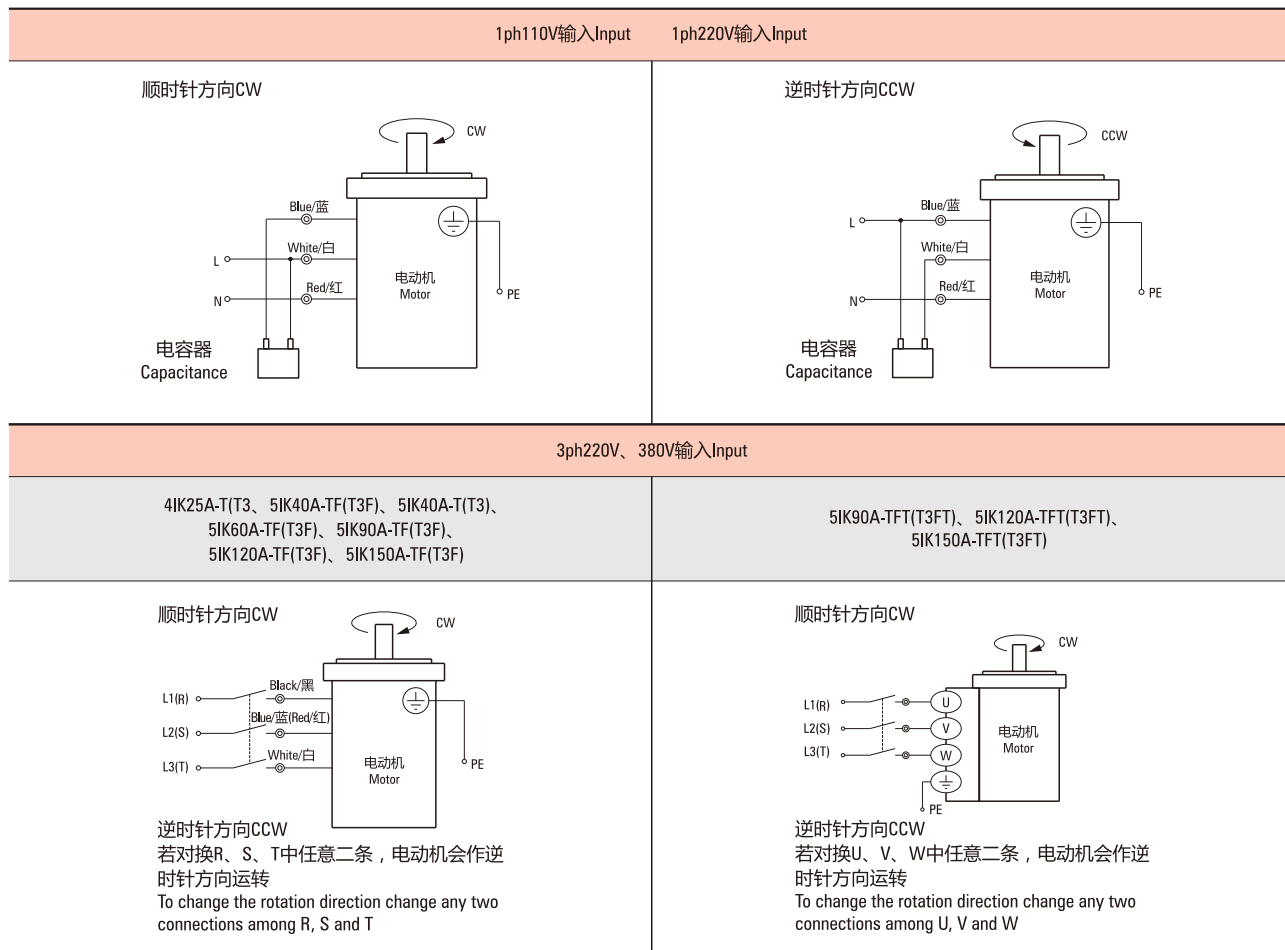 1ph110V输入Input 1ph220V输入Input
顺时针方向CW
CW
Blue/蓝
White/白
L
Red/红
N
PE
电动机
Motor
电容器
Capacitance
逆时针方向CCW
CCW
Blue/蓝
L
White/白
Red/红
N
PE
电动机
Motor
电容器
Capacitance
3ph220V、380V输入Input
4IK25A-T(T3、5IK40A-TF(T3F)、5IK40A-T(T3)、
5IK60A-TF(T3F)、5IK90A-TF(T3F)、
5IK120A-TF(T3F)、5IK150A-TF(T3F)
5IK90A-TFT(T3FT)、5IK120A-TFT(T3FT)、
5IK150A-TFT(T3FT)
顺时针方向CW
CW
Black/黑
L1(R)
Blue/蓝(Red/红)
L2(S)
White/白
L3(T)
电动机
Motor
PE
逆时针方向CCW
若对换R、S、T中任意二条，电动机会作逆
时针方向运转
To change the rotation direction change any two
connections among R, S and T
顺时针方向CW
CW
L1(R)
U
L2(S)
V
L3(T)
W
电动机
Motor
PE
逆时针方向CCW
若对换U、V、W中任意二条，电动机会作逆
时针方向运转
To change the rotation direction change any two
connections among U, V and W